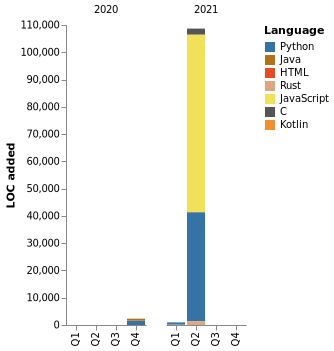 2020 2021
Language
Python
Java
HTML
Rust
JavaScript
C
Kotlin
LOC added
110,000
100,000
90,000
80,000
70,000
60,000
50,000
40,000
30,000
20,000
10,000
0
Q1 Q2 Q3 Q4 Q1 Q2 Q3 Q4